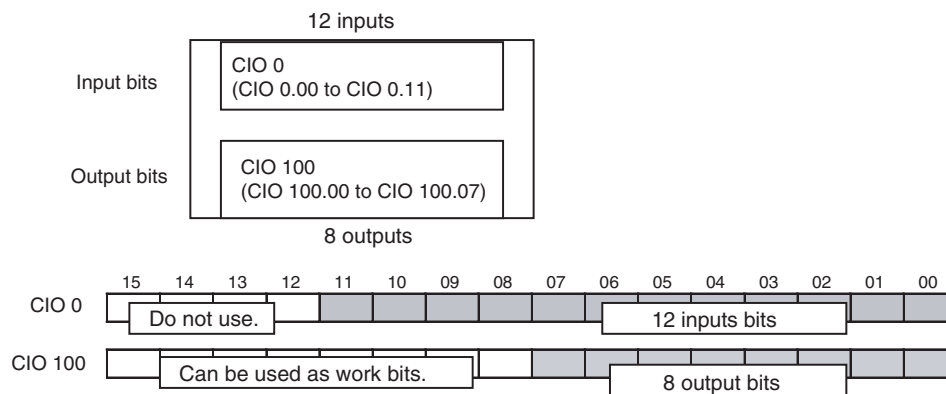 12 inputs
Input bits
CIO 0
(CIO 0.00 to CIO 0.11)
Output bits
CIO 100
(CIO 100.00 to CIO 100.07)
8 outputs
15 14 13 12 11 10 09 08 07 06 05 04 03 02 01 00
CIO 0
Do not use.
12 inputs bits
CIO 100
Can be used as work bits.
8 output bits